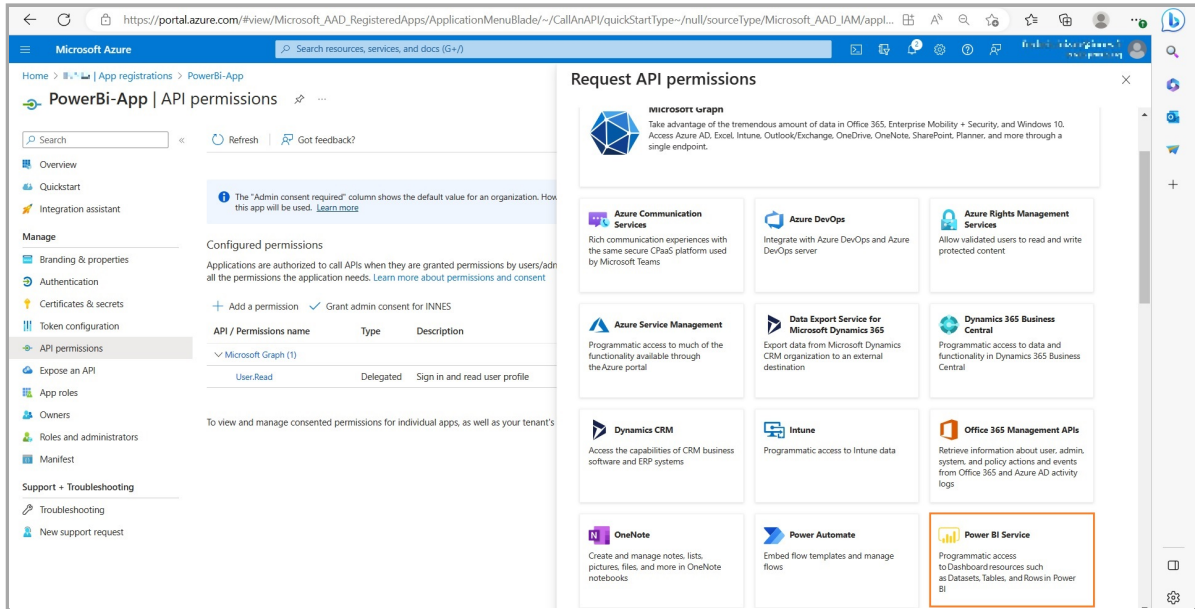 https://portal.azure.com/#view/Microsoft_AAD_RegisteredApps/ApplicationMenuBlade/~/CallAnAPI/quickStartType~/null/sourceType/Microsoft_AAD_IAM/appl...
Microsoft Azure
Search resources, services, and docs (G+/)
2
Home > | App registrations > PowerBi-App
PowerBi-App | API permissions
Search
Overview
Quickstart
Integration assistant
Manage
Branding & properties
Authentication
Certificates & secrets
Token configuration
API permissions
Expose an API
App roles
Owners
Roles and administrators
Manifest
Support + Troubleshooting
Troubleshooting
New support request
Refresh
Got feedback?
The "Admin consent required" column shows the default value for an organization. How
this app will be used. Learn more
Configured permissions
Applications are authorized to call APIs when they are granted permissions by users/adn
all the permissions the application needs. Learn more about permissions and consent
Add a permission
Grant admin consent for INNES
API / Permissions name Type Description
Microsoft Graph (1)
User.Read Delegated Sign in and read user profile
To view and manage consented permissions for individual apps, as well as your tenant's
Request API permissions
Microsoft Graph
Take advantage of the tremendous amount of data in Office 365, Enterprise Mobility + Security, and Windows 10.
Access Azure AD, Excel, Intune, Outlook/Exchange, OneDrive, OneNote, SharePoint, Planner, and more through a
single endpoint.
Azure Communication
Services
Rich communication experiences with
the same secure CPaaS platform used
by Microsoft Teams
Azure DevOps
Integrate with Azure DevOps and Azure
DevOps server
Azure Rights Management
Services
Allow validated users to read and write
protected content
Azure Service Management
Programmatic access to much of the
functionality available through
the Azure portal
Data Export Service for
Microsoft Dynamics 365
Export data from Microsoft Dynamics
CRM organization to an external
destination
Dynamics 365 Business
Central
Programmatic access to data and
functionality in Dynamics 365 Business
Central
Dynamics CRM
Access the capabilities of CRM business
software and ERP systems
Intune
Programmatic access to Intune data
Office 365 Management APIs
Retrieve information about user, admin,
system, and policy actions and events
from Office 365 and Azure AD activity
logs
OneNote
Create and manage notes, lists,
pictures, files, and more in OneNote
notebooks
Power Automate
Embed flow templates and manage
flows
Power BI Service
Programmatic access
to Dashboard resources such
as Datasets, Tables, and Rows in Power
BI